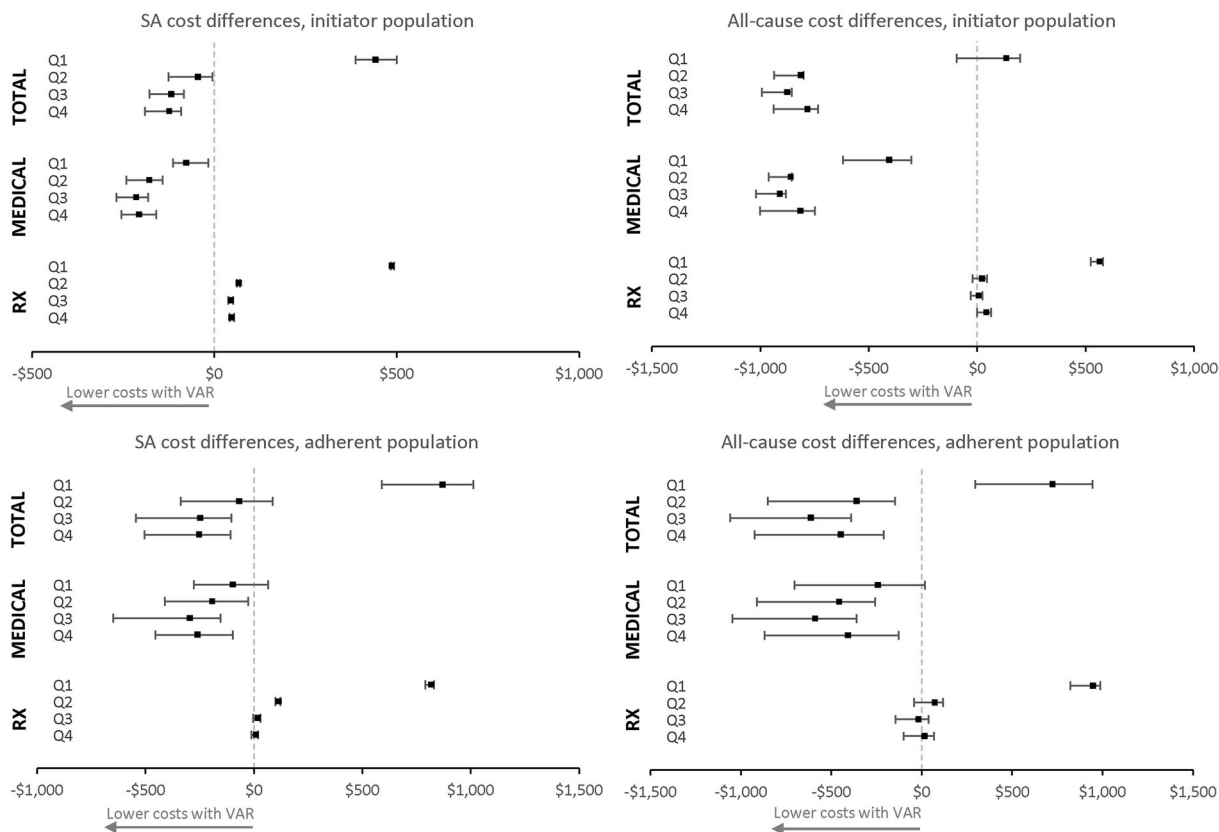 SA cost differences, initiator population
TOTAL
Q1
Q2
Q3
Q4
MEDICAL
Q1
Q2
Q3
Q4
RX
Q1
Q2
Q3
Q4
-$500 $0 $500 $1,000
Lower costs with VAR
All-cause cost differences, initiator population
TOTAL
Q1
Q2
Q3
Q4
MEDICAL
Q1
Q2
Q3
Q4
RX
Q1
Q2
Q3
Q4
-$1,500 -$1,000 -$500 $0 $500 $1,000
Lower costs with VAR
SA cost differences, adherent population
TOTAL
Q1
Q2
Q3
Q4
MEDICAL
Q1
Q2
Q3
Q4
RX
Q1
Q2
Q3
Q4
-$1,000 -$500 $0 $500 $1,000 $1,500
Lower costs with VAR
All-cause cost differences, adherent population
TOTAL
Q1
Q2
Q3
Q4
MEDICAL
Q1
Q2
Q3
Q4
RX
Q1
Q2
Q3
Q4
-$1,500 -$1,000 -$500 $0 $500 $1,000 $1,500
Lower costs with VAR